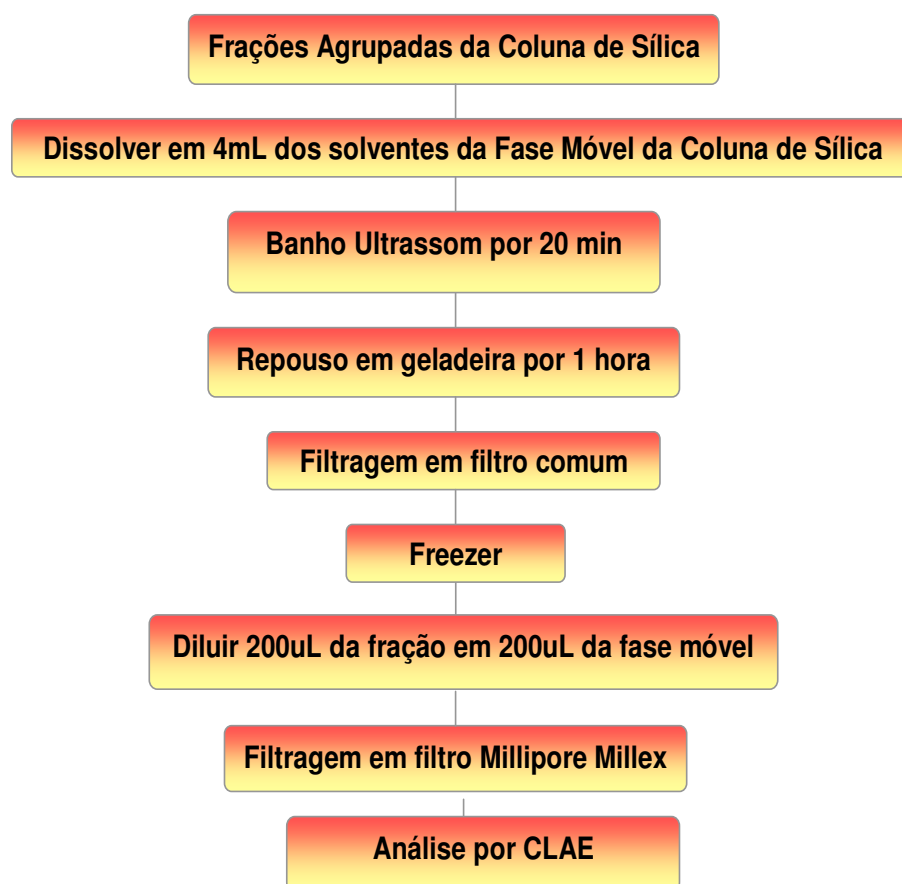 Frações Agrupadas da Coluna de Sílica
Dissolver em 4mL dos solventes da Fase Móvel da Coluna de Sílica
Banho Ultrassom por 20 min
Repouso em geladeira por 1 hora
Filtragem em filtro comum
Freezer
Diluir 200uL da fração em 200uL da fase móvel
Filtragem em filtro Millipore Millex
Análise por CLAE